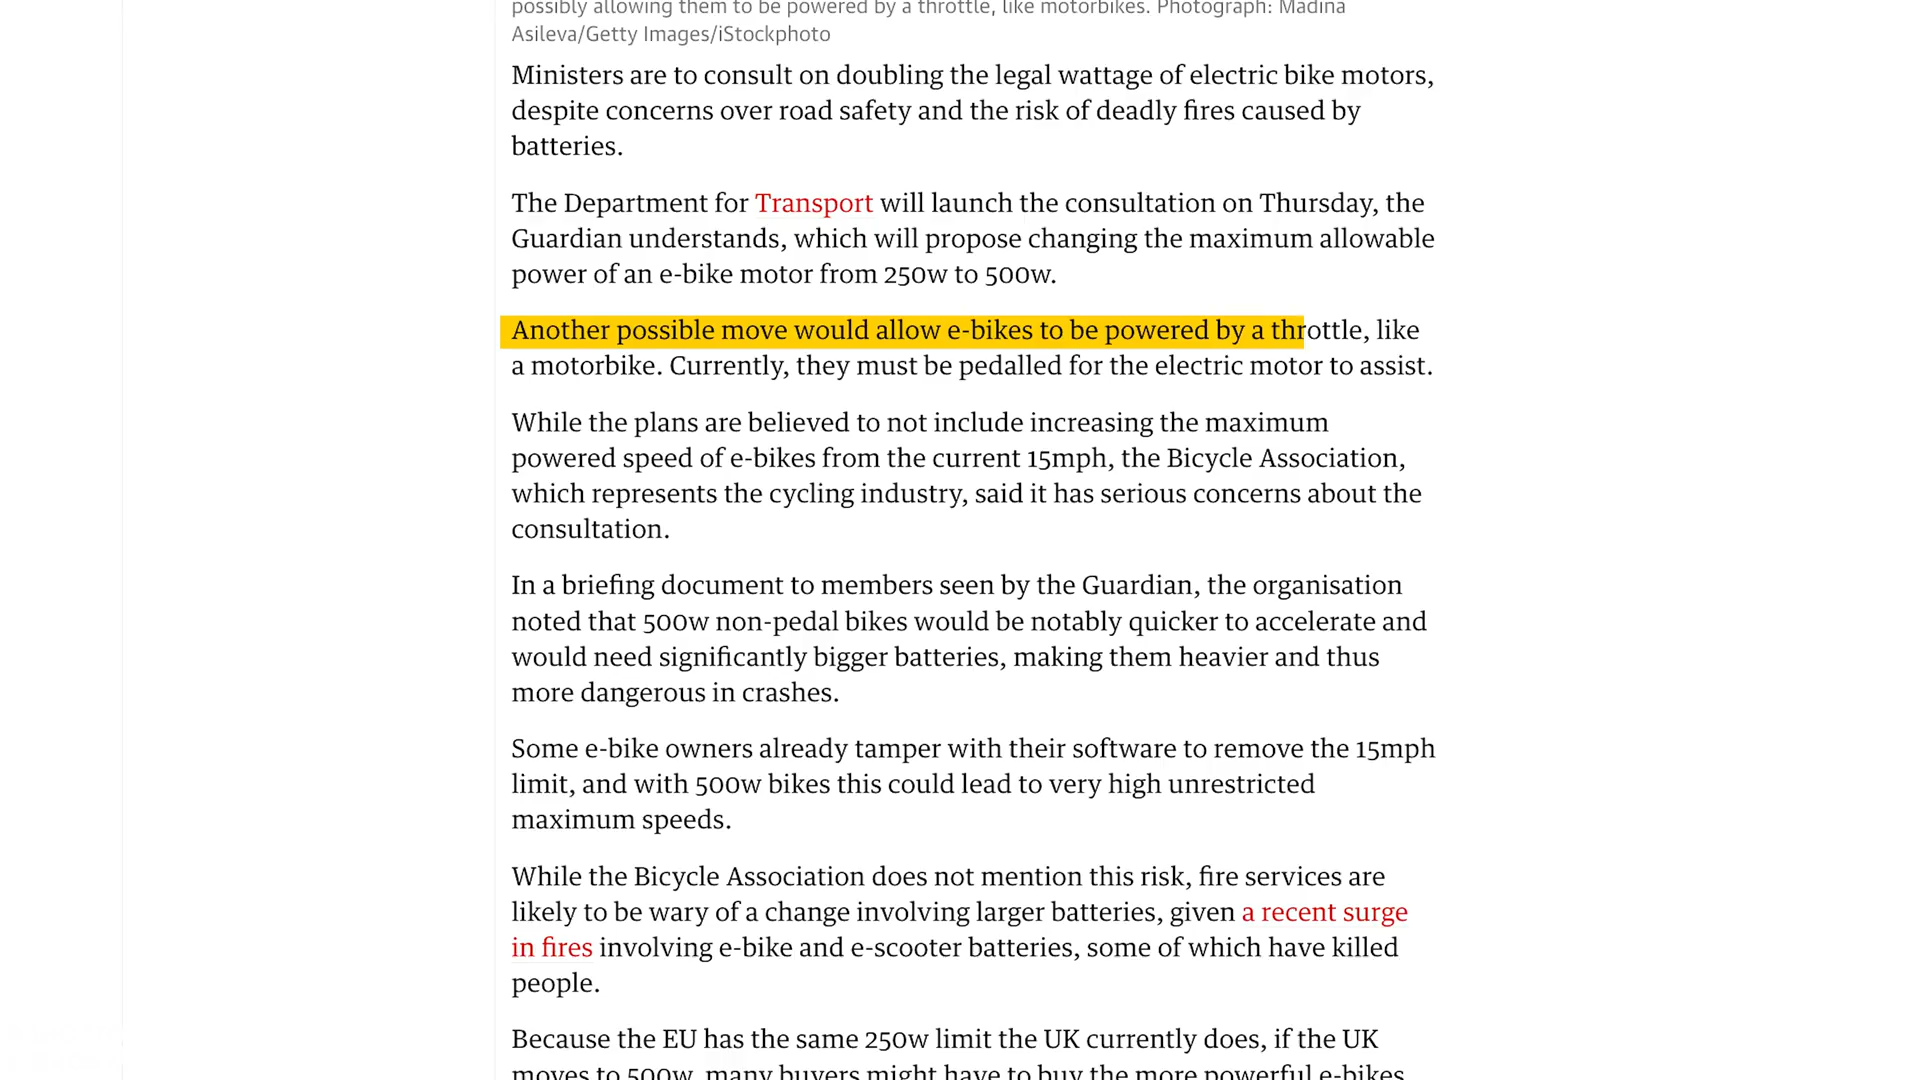 possibly allowing them to be powered by a throttle, like motorbikes. Photograph: Madina
Asileva/Getty Images/iStockphoto
Ministers are to consult on doubling the legal wattage of electric bike motors,
despite concerns over road safety and the risk of deadly fires caused by
batteries.
The Department for Transport will launch the consultation on Thursday, the
Guardian understands, which will propose changing the maximum allowable
power of an e-bike motor from 250w to 500w.
Another possible move would allow e-bikes to be powered by a throttle, like
a motorbike. Currently, they must be pedalled for the electric motor to assist.
While the plans are believed to not include increasing the maximum
powered speed of e-bikes from the current 15mph, the Bicycle Association,
which represents the cycling industry, said it has serious concerns about the
consultation.
In a briefing document to members seen by the Guardian, the organisation
noted that 500w non-pedal bikes would be notably quicker to accelerate and
would need significantly bigger batteries, making them heavier and thus
more dangerous in crashes.
Some e-bike owners already tamper with their software to remove the 15mph
limit, and with 500w bikes this could lead to very high unrestricted
maximum speeds.
While the Bicycle Association does not mention this risk, fire services are
likely to be wary of a change involving larger batteries, given a recent surge
in fires involving e-bike and e-scooter batteries, some of which have killed
people.
Because the EU has the same 250w limit the UK currently does, if the UK
moves to 500w, many buyers might have to buy the more powerful e-bikes